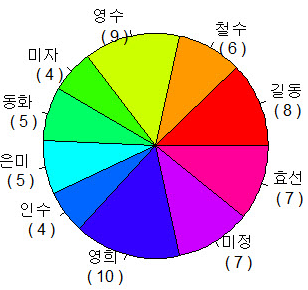 영수
(9)
철수
(6)
미자
(4)
길동
(8)
동화
(5)
은미
(5)
효선
(7)
인수
(4)
미정
(7)
영희
(10)